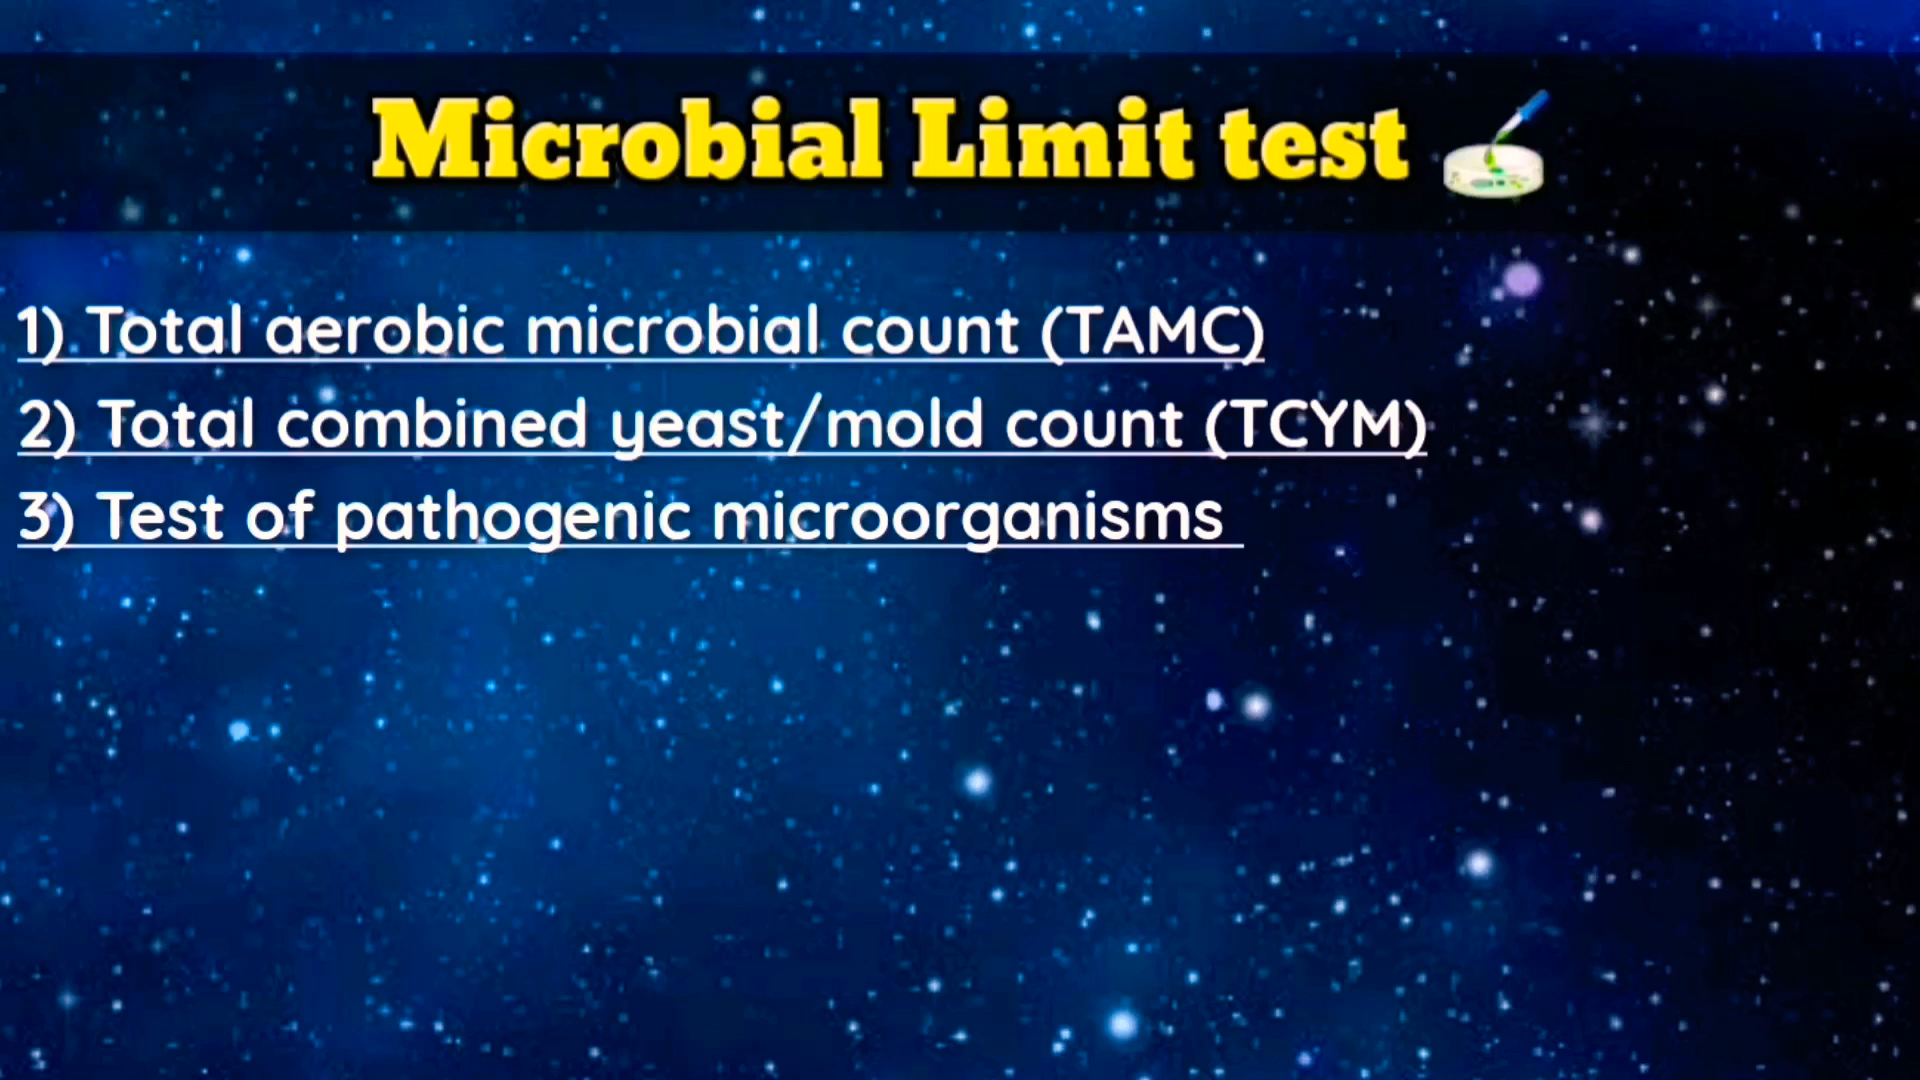 Microbial Limit test
1) Total aerobic microbial count (TAMC)
2) Total combined yeast/mold count (TCYM)
3) Test of pathogenic microorganisms